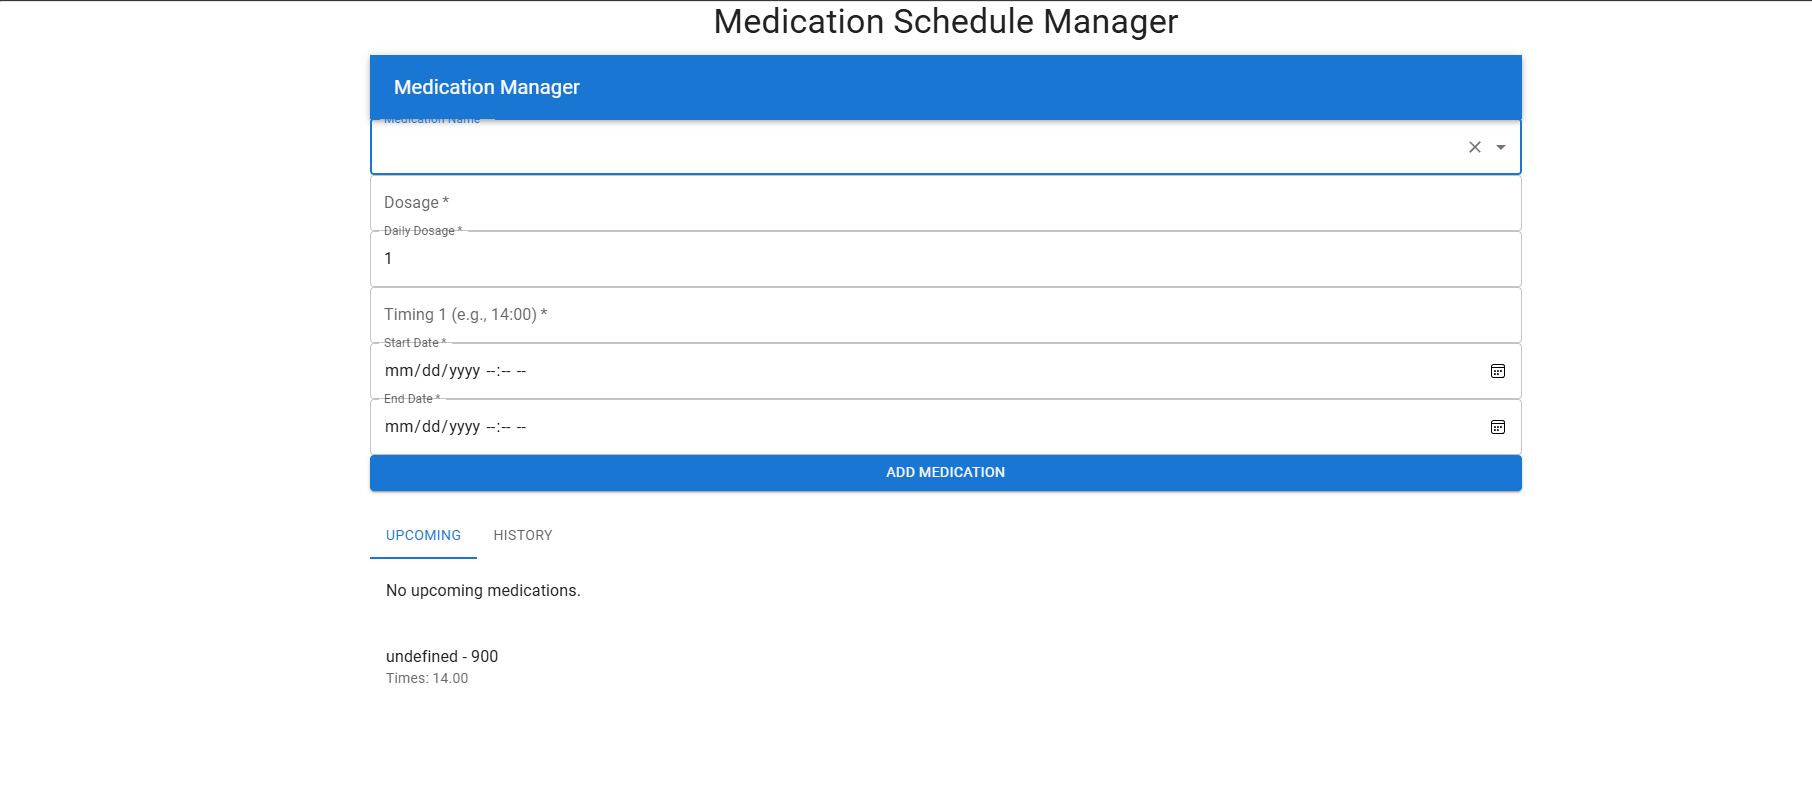 Medication Schedule Manager
Medication Manager
Medication Name
Dosage *
Daily Dosage *
1
Timing 1 (e.g., 14:00) *
Start Date *
mm/dd/yyyy --:-- --
End Date *
mm/dd/yyyy --:-- --
ADD MEDICATION
UPCOMING HISTORY
No upcoming medications.
undefined - 900
Times: 14.00